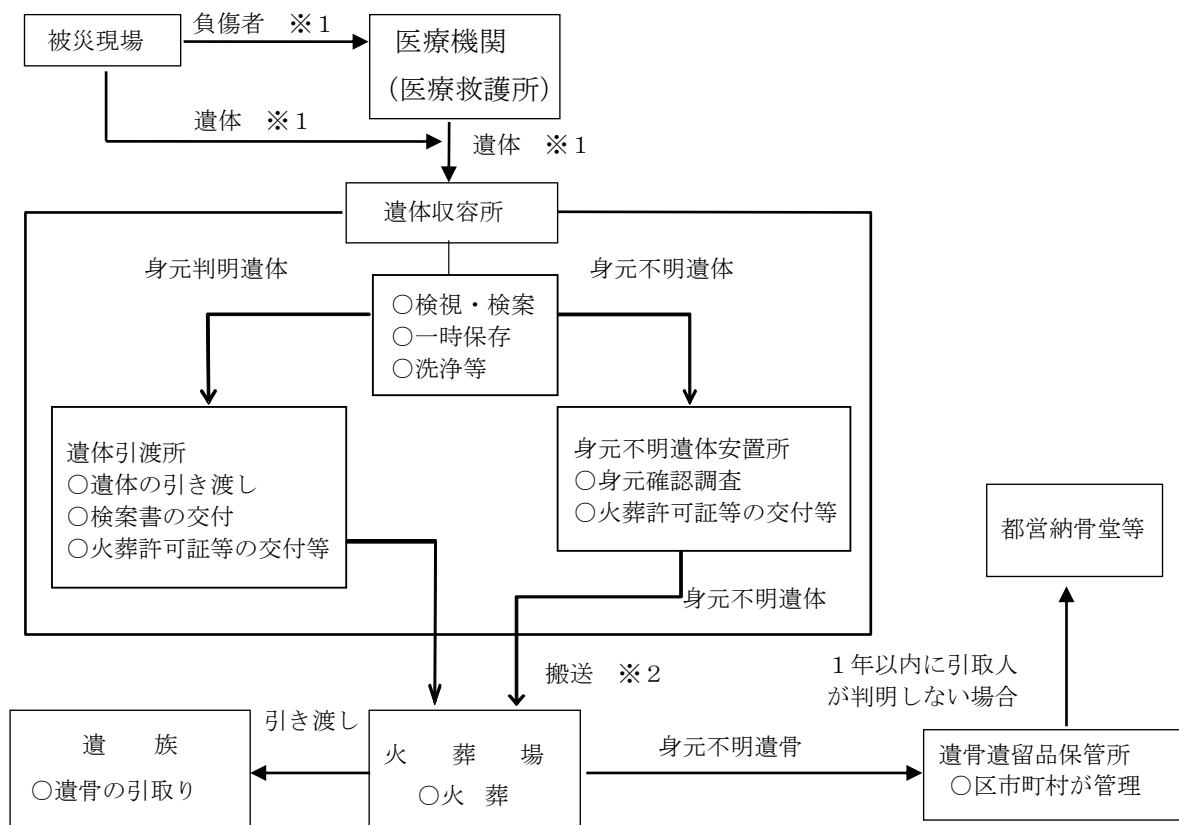 被災現場
負傷者　※１
医療機関
（医療救護所）
遺体　※１
遺体　※１
遺体収容所
身元判明遺体
身元不明遺体
○検視・検案
○一時保存
○洗浄等
遺体引渡所
○遺体の引き渡し
○検案書の交付
○火葬許可証等の交付等
身元不明遺体安置所
○身元確認調査
○火葬許可証等の交付等
都営納骨堂等
身元不明遺体
搬送　※２
１年以内に引取人
が判明しない場合
遺　族
○遺骨の引取り
引き渡し
火　葬　場
○火 葬
身元不明遺骨
遺骨遺留品保管所
○区市町村が管理